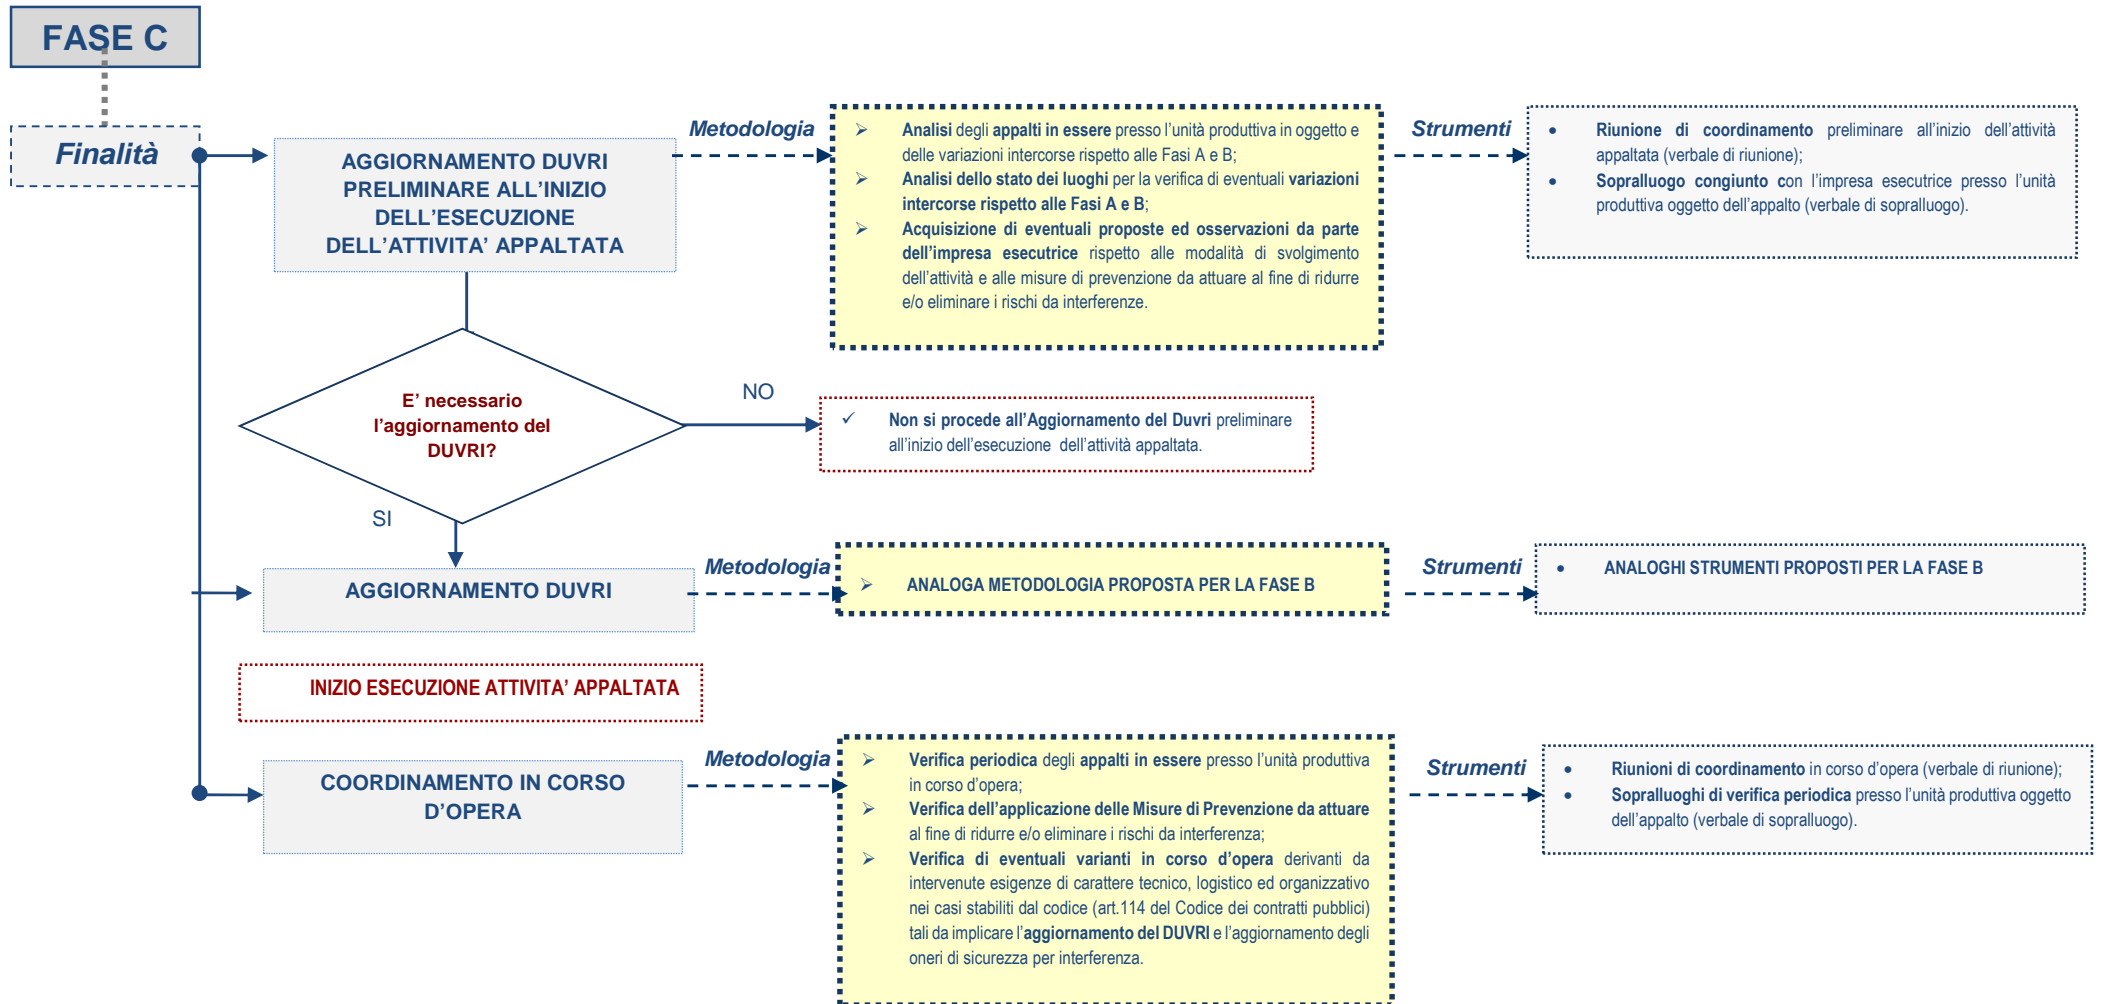 FASE C
Finalità
AGGIORNAMENTO DUVRI
PRELIMINARE ALL’INIZIO
DELL’ESECUZIONE
DELL’ATTIVITA’ APPALTATA
Metodologia
➢ Analisi degli appalti in essere presso l’unità produttiva in oggetto e
delle variazioni intercorse rispetto alle Fasi A e B;
➢ Analisi dello stato dei luoghi per la verifica di eventuali variazioni
intercorse rispetto alle Fasi A e B;
➢ Acquisizione di eventuali proposte ed osservazioni da parte
dell’impresa esecutrice rispetto alle modalità di svolgimento
dell’attività e alle misure di prevenzione da attuare al fine di ridurre
e/o eliminare i rischi da interferenze.
Strumenti
• Riunione di coordinamento preliminare all’inizio dell’attività
appaltata (verbale di riunione);
• Sopralluogo congiunto con l’impresa esecutrice presso l’unità
produttiva oggetto dell’appalto (verbale di sopralluogo).
E’ necessario
l’aggiornamento del
DUVRI?
NO
✓ Non si procede all’Aggiornamento del Duvri preliminare
all’inizio dell’esecuzione dell’attività appaltata.
SI
AGGIORNAMENTO DUVRI
Metodologia
➢ ANALOGA METODOLOGIA PROPOSTA PER LA FASE B
Strumenti
• ANALOGHI STRUMENTI PROPOSTI PER LA FASE B
INIZIO ESECUZIONE ATTIVITA’ APPALTATA
COORDINAMENTO IN CORSO
D’OPERA
Metodologia
➢ Verifica periodica degli appalti in essere presso l’unità produttiva
in corso d’opera;
➢ Verifica dell’applicazione delle Misure di Prevenzione da attuare
al fine di ridurre e/o eliminare i rischi da interferenza;
➢ Verifica di eventuali varianti in corso d’opera derivanti da
intervenute esigenze di carattere tecnico, logistico ed organizzativo
nei casi stabiliti dal codice (art.114 del Codice dei contratti pubblici)
tali da implicare l’aggiornamento del DUVRI e l’aggiornamento degli
oneri di sicurezza per interferenza.
Strumenti
• Riunioni di coordinamento in corso d’opera (verbale di riunione);
• Sopralluoghi di verifica periodica presso l’unità produttiva oggetto
dell’appalto (verbale di sopralluogo).